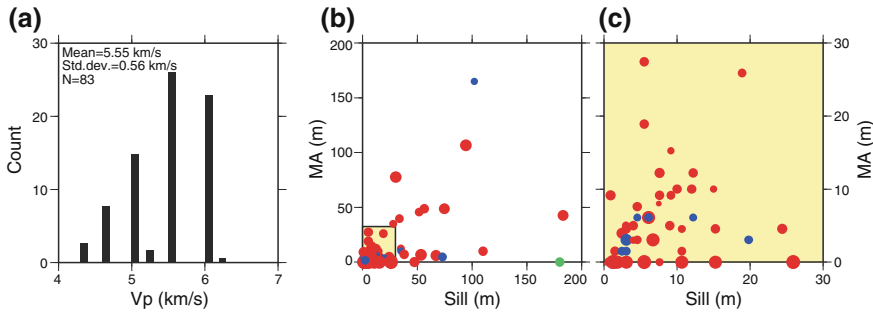 (a)
30
20
10
0
Count
Mean=5.55 km/s
Std.dev.=0.56 km/s
N=83
4 5 6 7
Vp (km/s)
(b)
200
150
100
50
0
MA (m)
0 50 100 150 200
Sill (m)
(c)
30
20
10
0
MA (m)
0 10 20 30
Sill (m)